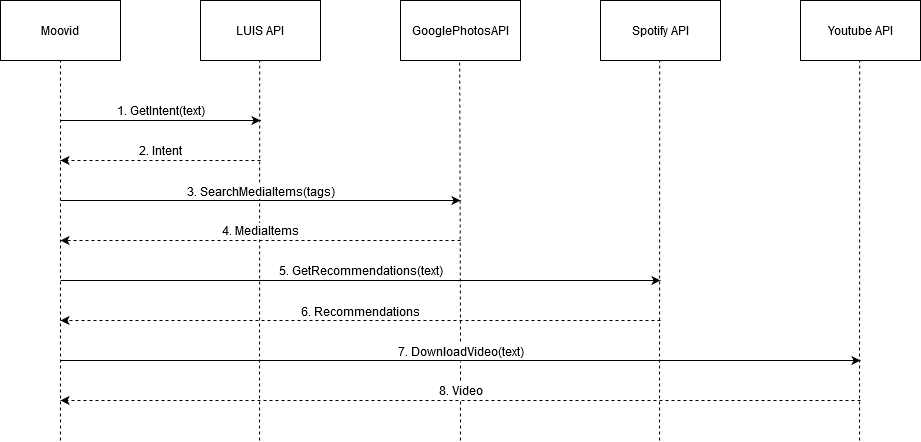 Moovid
LUIS API
GooglePhotosAPI
Spotify API
Youtube API
1. GetIntent(text)
2. Intent
3. SearchMediaItems(tags)
4. MediaItems
5. GetRecommendations(text)
6. Recommendations
7. DownloadVideo(text)
8. Video